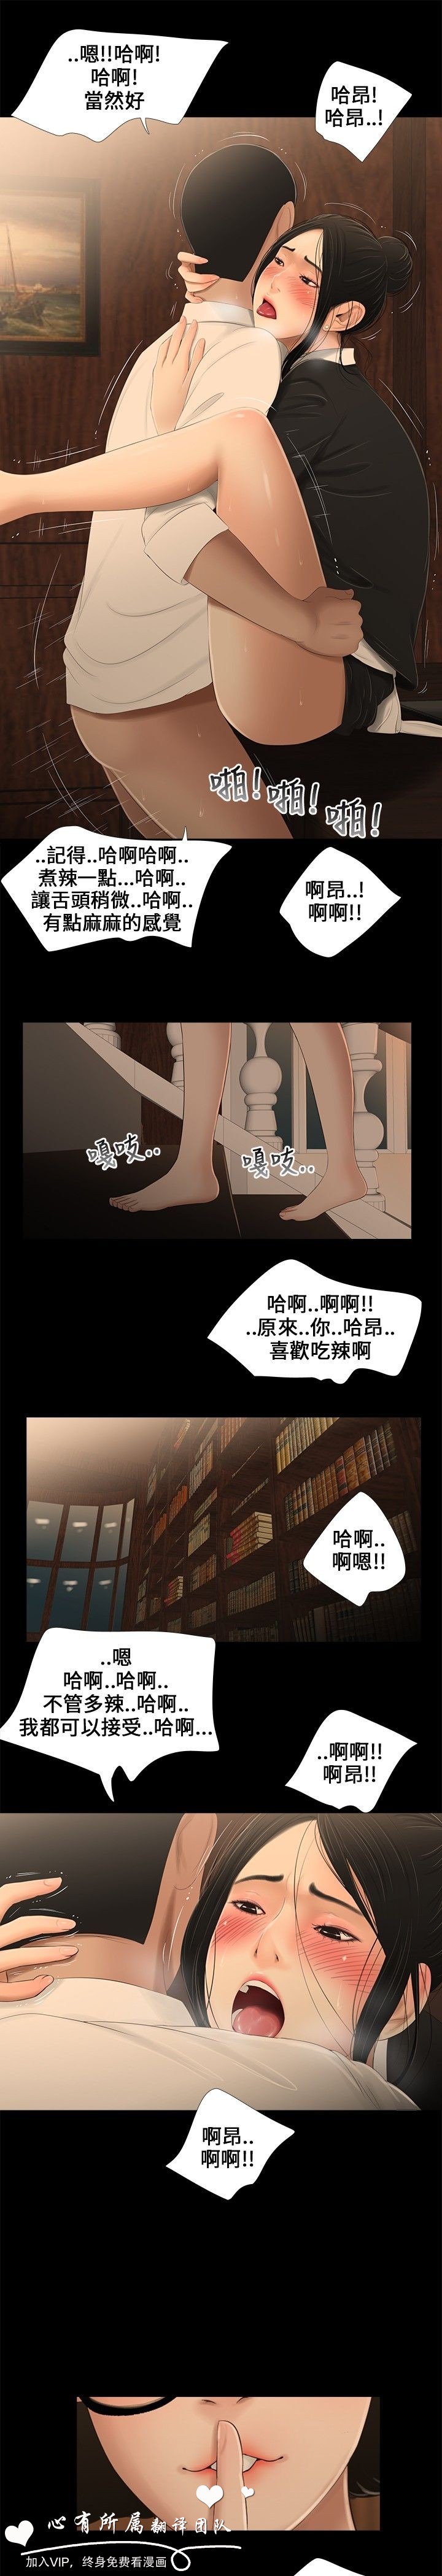 ..嗯!!哈啊!
哈啊!
當然好
哈昂!
哈昂..!
啪!
啪!
啪!
..記得..哈啊哈啊..
煮辣一點...哈啊..
讓舌頭稍微..哈啊..
有點麻麻的感覺
啊昂..!
啊啊!!
嘎吱..
嘎吱..
哈啊..啊啊!!
..原來..你..哈昂..
喜歡吃辣啊
哈啊..
啊嗯!!
..嗯
哈啊..哈啊..
不管多辣..哈啊..
我都可以接受..哈啊...
..啊啊!!
啊昂!!
啊昂..
啊啊!!
心有所属翻译团队
加入VIP，终身免费看漫画